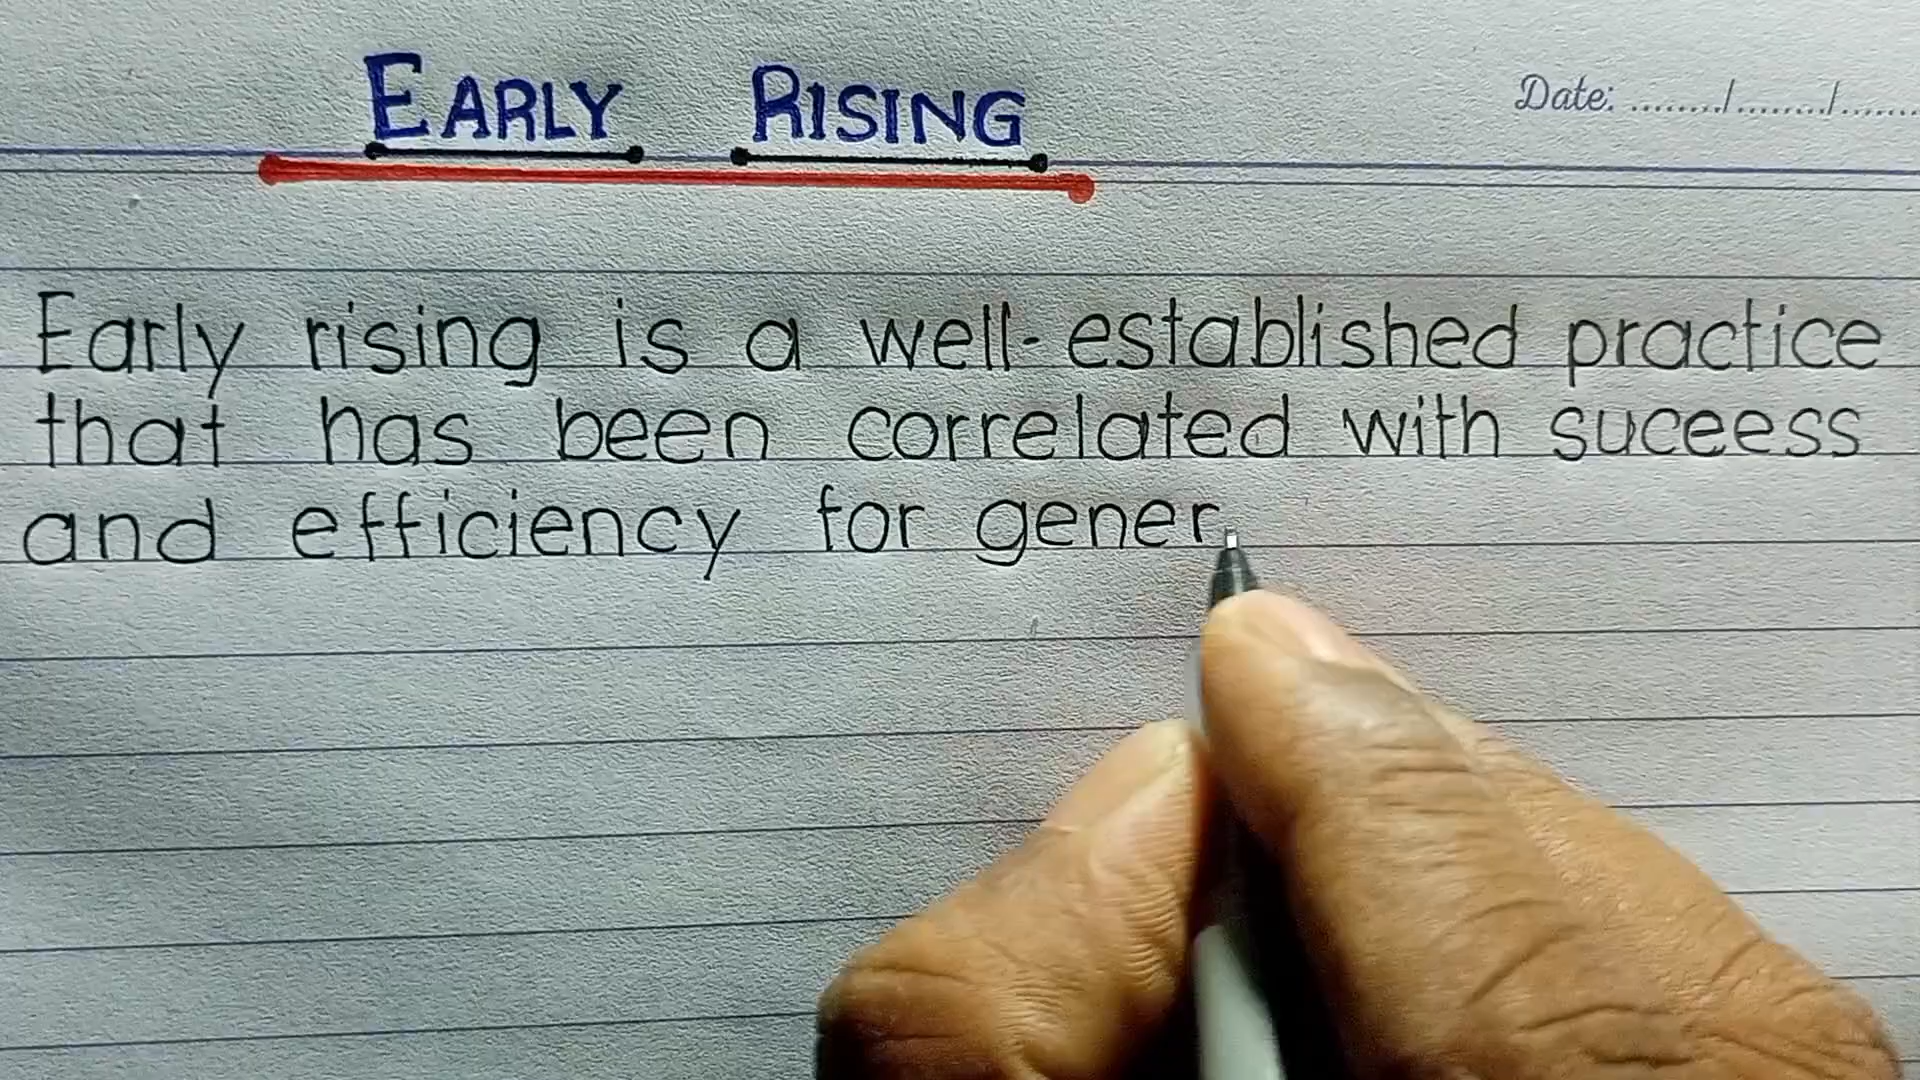 EARLY RISING
Date: ......../......../.......
Early rising is a well-established practice
that has been correlated with suceess
and efficiency for gener